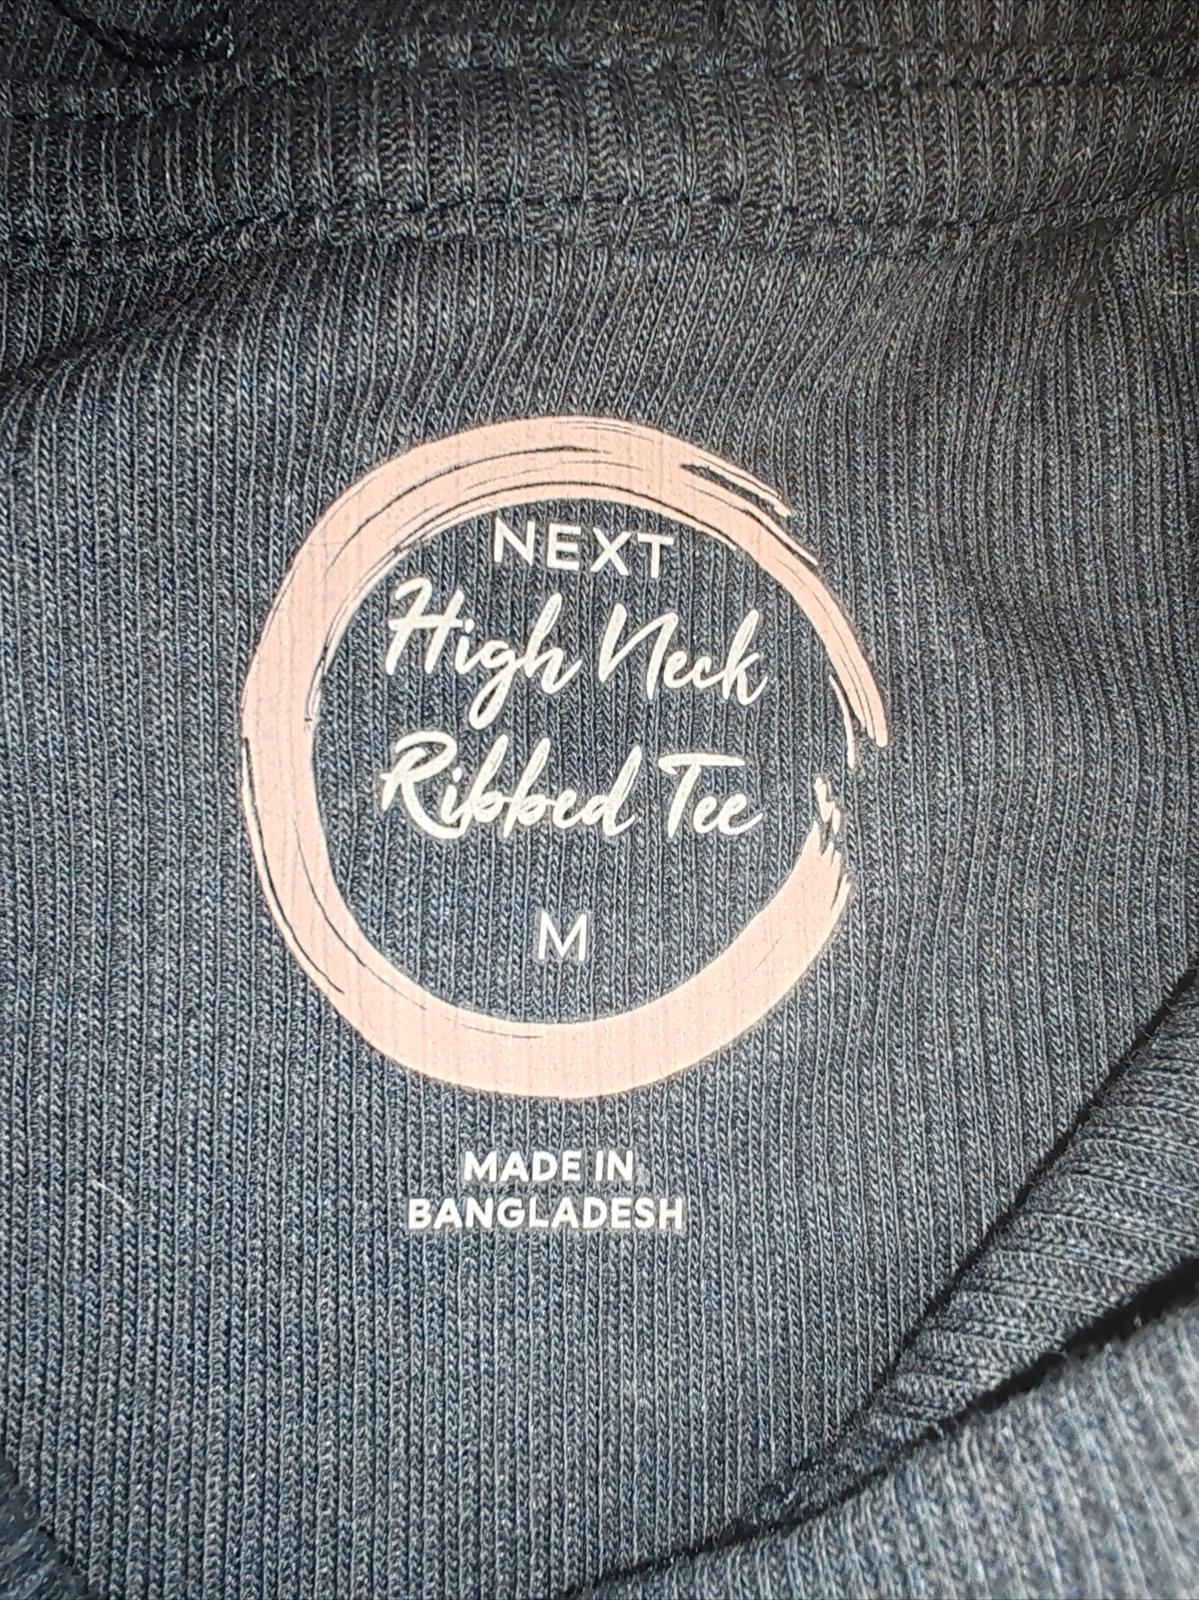 NEXT
High Neck
Ribbed Tee
M
MADE IN
BANGLADESH